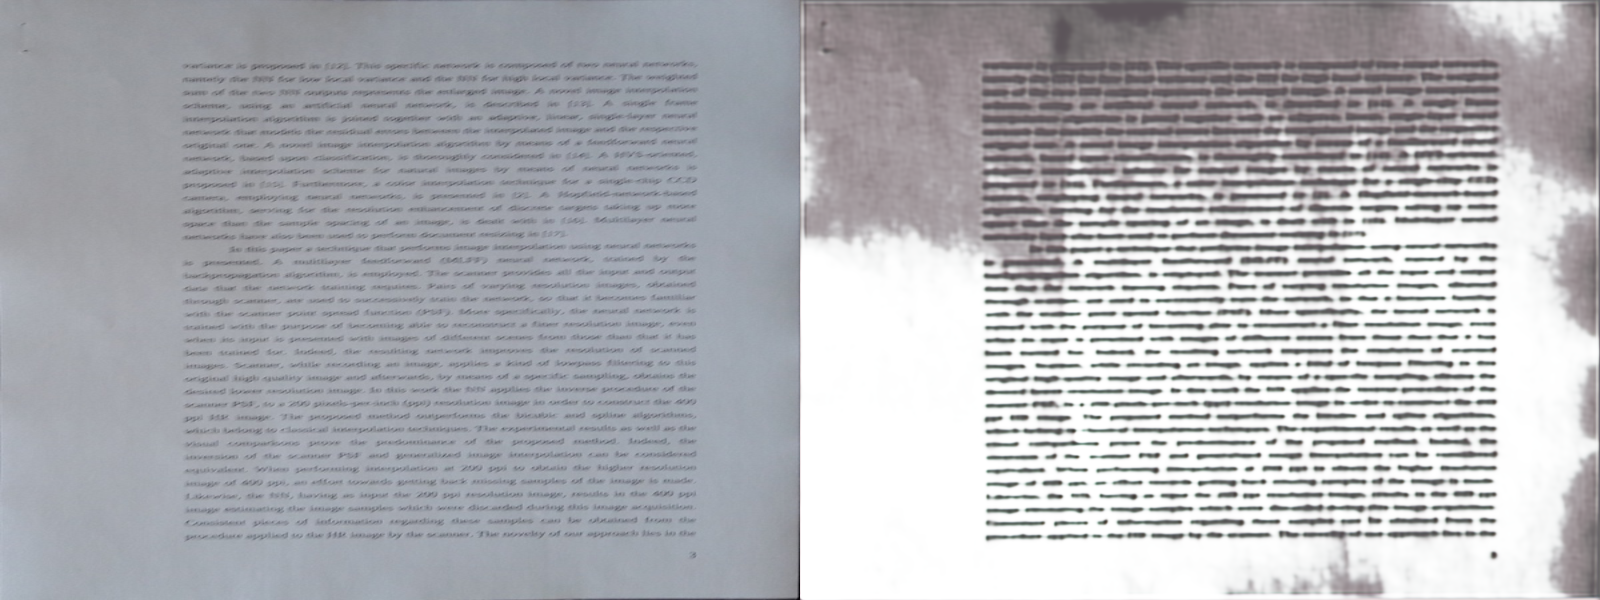 variance is proposed in [12]. This specific network is composed of two neural networks,
namely the NN for low local variance and the NN for high local variance. The weighted
sum of the two NN outputs represents the enlarged image. A novel image interpolation
scheme, using an artificial neural network, is described in [13]. A single frame
interpolation algorithm is joined together with an adaptive, linear, single-layer neural
network that models the residual errors between the interpolated image and the respective
original one. A novel image interpolation algorithm by means of a feedforward neural
network, based upon classification, is thoroughly considered in [14]. A HVS-oriented,
adaptive interpolation scheme for natural images by means of neural networks is
proposed in [15]. Furthermore, a color interpolation technique for a single-chip CCD
camera, employing neural networks, is presented in [2]. A Hopfield-network-based
algorithm, serving for the resolution enhancement of discrete targets taking up more
space than the sample spacing of an image, is dealt with in [16]. Multilayer neural
networks have also been used to perform document resizing in [17].
In this paper a technique that performs image interpolation using neural networks
is presented. A multilayer feedforward (MLFF) neural network, trained by the
backpropagation algorithm, is employed. The scanner provides all the input and output
data that the network training requires. Pairs of varying resolution images, obtained
through scanner, are used to successively train the network, so that it becomes familiar
with the scanner point spread function (PSF). More specifically, the neural network is
trained with the purpose of becoming able to reconstruct a finer resolution image, even
when its input is presented with images of different scenes from those than that it has
been trained for. Indeed, the resulting network improves the resolution of scanned
images. Scanner, while recording an image, applies a kind of lowpass filtering to this
original high quality image and afterwards, by means of a specific sampling, obtains the
desired lower resolution image. In this work the NN applies the inverse procedure of the
scanner PSF, to a 200 pixels-per-inch (ppi) resolution image in order to construct the 400
ppi HR image. The proposed method outperforms the bicubic and spline algorithms,
which belong to classical interpolation techniques. The experimental results as well as the
visual comparisons prove the predominance of the proposed method. Indeed, the
inversion of the scanner PSF and generalized image interpolation can be considered
equivalent. When performing interpolation at 200 ppi to obtain the higher resolution
image of 400 ppi, an effort towards getting back missing samples of the image is made.
Likewise, the NN, having as input the 200 ppi resolution image, results in the 400 ppi
image estimating the image samples which were discarded during this image acquisition.
Consistent pieces of information regarding these samples can be obtained from the
procedure applied to the HR image by the scanner. The novelty of our approach lies in the
3